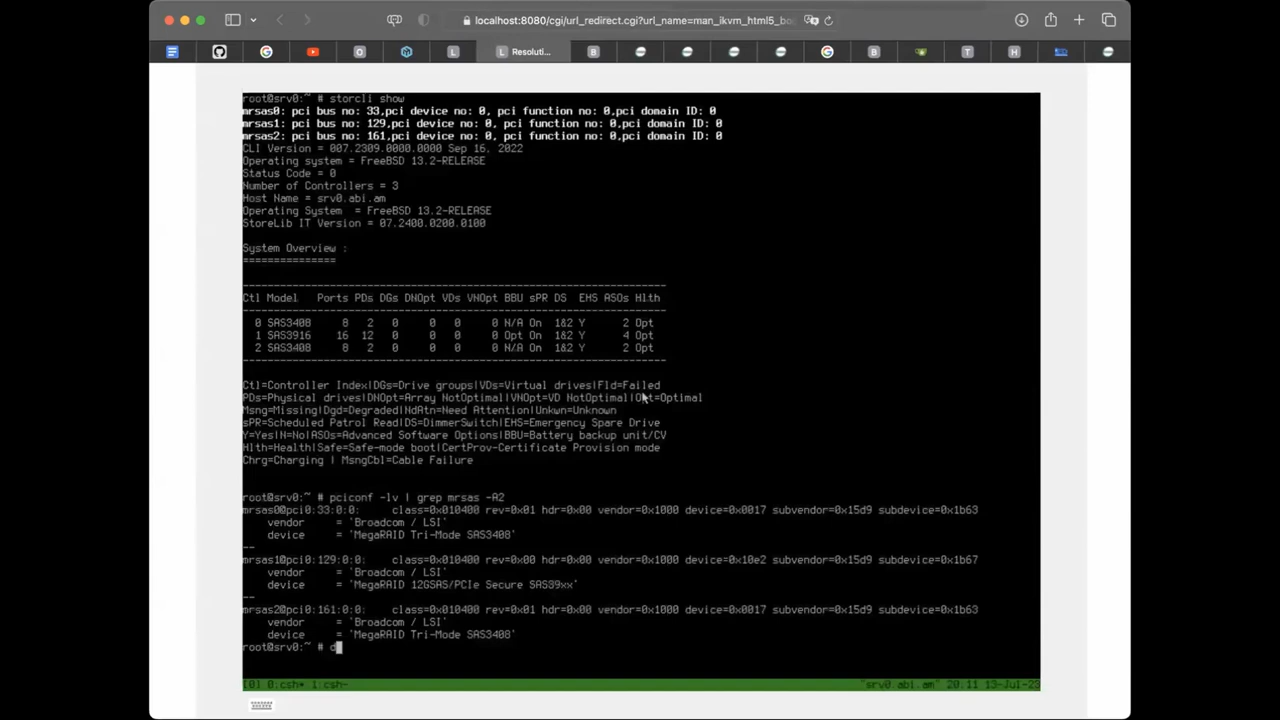 localhost:8080/cgi/url_redirect.cgi?url_name=man_ikvm_html5_bo
L Resoluti...
root@srv0:~ # storcli show
mrsas0: pci bus no: 33,pci device no: 0, pci function no: 0,pci domain ID: 0
mrsas1: pci bus no: 129,pci device no: 0, pci function no: 0,pci domain ID: 0
mrsas2: pci bus no: 161,pci device no: 0, pci function no: 0,pci domain ID: 0
CLI Version = 007.2309.0000.0000 Sep 16, 2022
Operating system = FreeBSD 13.2-RELEASE
Status Code = 0
Number of Controllers = 3
Host Name = srv0.abi.am
Operating System  = FreeBSD 13.2-RELEASE
StoreLib IT Version = 07.2400.0200.0100
System Overview :
===============
--------------------------------------------------------------------
Ctl Model   Ports PDs DGs DNOpt VDs VNOpt BBU sPR DS  EHS ASOs Hlth
--------------------------------------------------------------------
0 SAS3408     8   2   0     0   0     0 N/A On  1&2 Y      2 Opt
1 SAS3916    16  12   0     0   0     0 Opt On  1&2 Y      4 Opt
2 SAS3408     8   2   0     0   0     0 N/A On  1&2 Y      2 Opt
--------------------------------------------------------------------
Ctl=Controller Index|DGs=Drive groups|VDs=Virtual drives|Fld=Failed
PDs=Physical drives|DNOpt=Array NotOptimal|VNOpt=VD NotOptimal|Opt=Optimal
Msng=Missing|Dgd=Degraded|NdAtn=Need Attention|Unkwn=Unknown
sPR=Scheduled Patrol Read|DS=DimmerSwitch|EHS=Emergency Spare Drive
Y=Yes|N=No|ASOs=Advanced Software Options|BBU=Battery backup unit/CV
Hlth=Health|Safe=Safe-mode boot|CertProv-Certificate Provision mode
Chrg=Charging | MsngCbl=Cable Failure
root@srv0:~ # pciconf -lv | grep mrsas -A2
mrsas0@pci0:33:0:0:     class=0x010400 rev=0x01 hdr=0x00 vendor=0x1000 device=0x0017 subvendor=0x15d9 subdevice=0x1b63
vendor     = 'Broadcom / LSI'
device     = 'MegaRAID Tri-Mode SAS3408'
--
mrsas1@pci0:129:0:0:    class=0x010400 rev=0x00 hdr=0x00 vendor=0x1000 device=0x10e2 subvendor=0x15d9 subdevice=0x1b67
vendor     = 'Broadcom / LSI'
device     = 'MegaRAID 12GSAS/PCIe Secure SAS39xx'
--
mrsas2@pci0:161:0:0:    class=0x010400 rev=0x01 hdr=0x00 vendor=0x1000 device=0x0017 subvendor=0x15d9 subdevice=0x1b63
vendor     = 'Broadcom / LSI'
device     = 'MegaRAID Tri-Mode SAS3408'
root@srv0:~ # d
[0] 0:csh* 1:csh-    "srv0.abi.am" 20:11 13-Jul-23